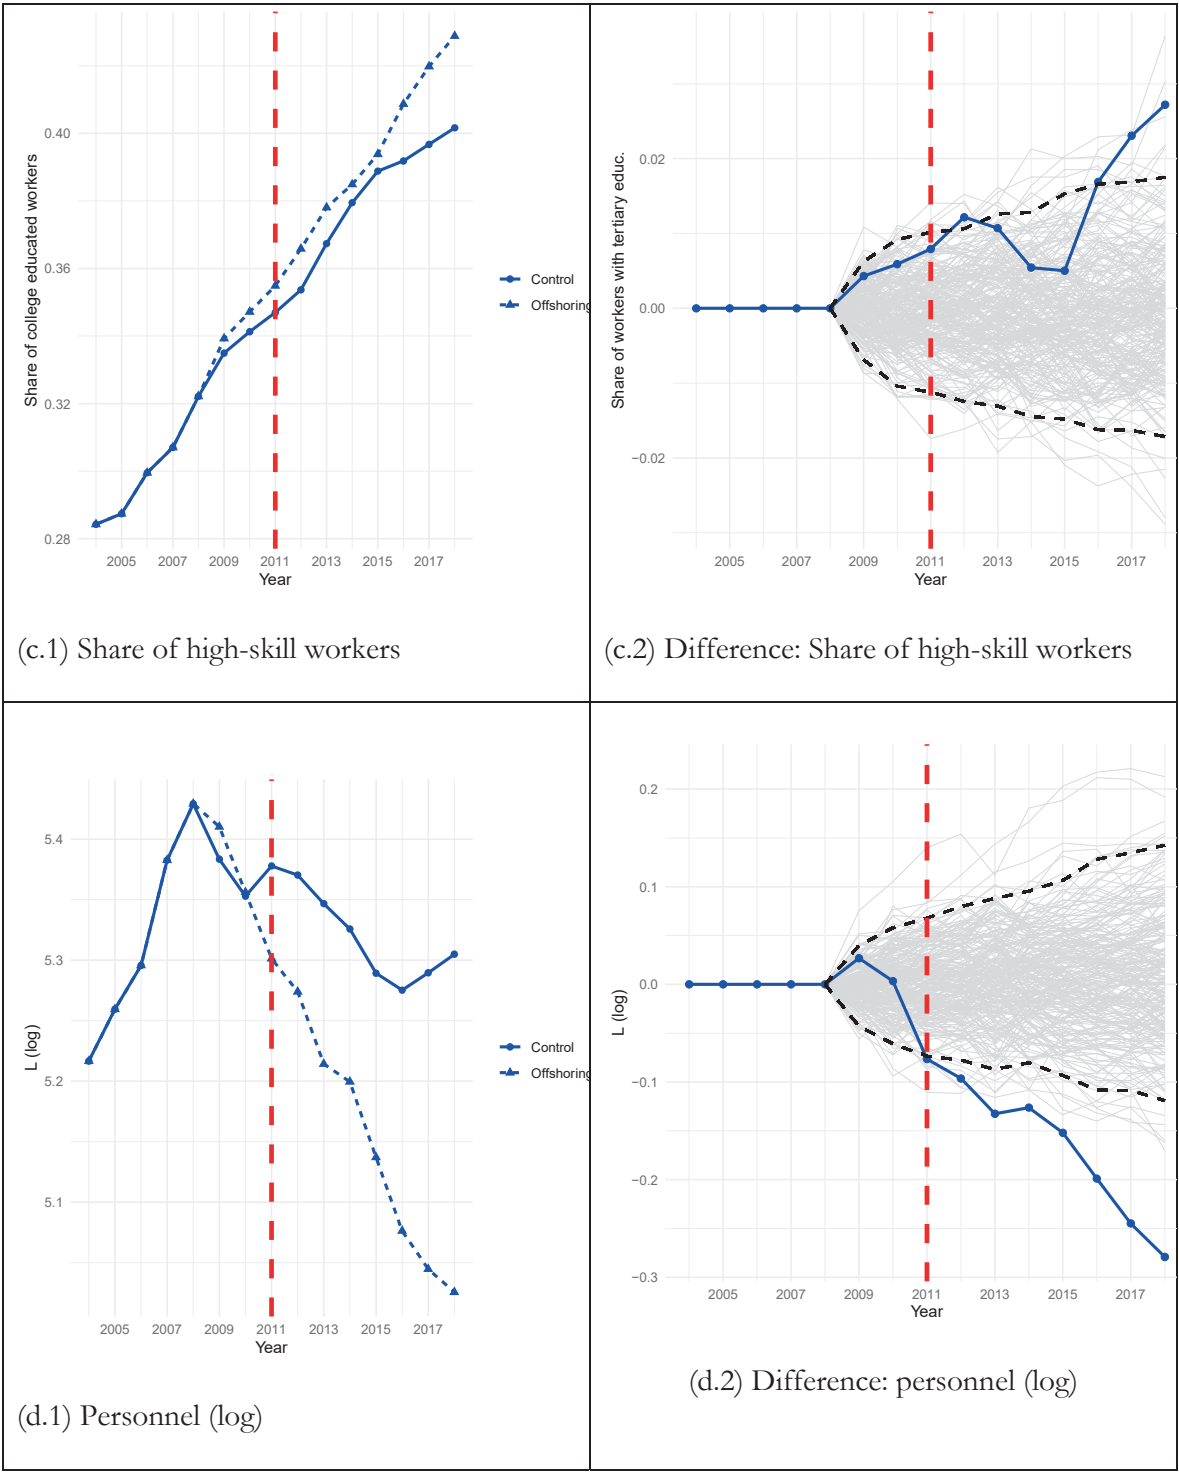 Share of college educated workers
0.40
0.36
0.32
0.28
2005 2007 2009 2011 2013 2015 2017
Year
Control
Offshoring
(c.1) Share of high-skill workers
Share of workers with tertiary educ.
0.02
0.00
−0.02
2005 2007 2009 2011 2013 2015 2017
Year
(c.2) Difference: Share of high-skill workers
L (log)
5.4
5.3
5.2
5.1
2005 2007 2009 2011 2013 2015 2017
Year
Control
Offshoring
(d.1) Personnel (log)
L (log)
0.2
0.1
0.0
−0.1
−0.2
−0.3
2005 2007 2009 2011 2013 2015 2017
Year
(d.2) Difference: personnel (log)